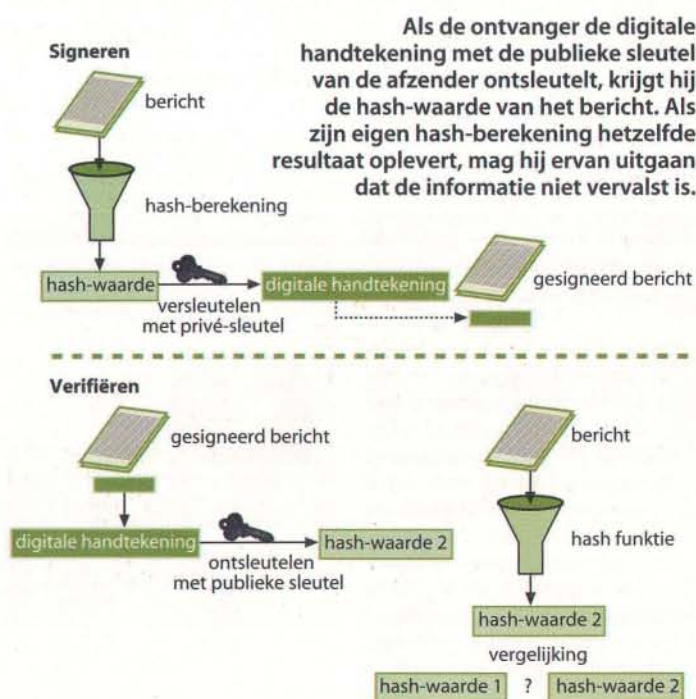 Als de ontvanger de digitale
handtekening met de publieke sleutel
van de afzender ontsleutelt, krijgt hij
de hash-waarde van het bericht. Als
zijn eigen hash-berekening hetzelfde
resultaat oplevert, mag hij ervan uitgaan
dat de informatie niet vervalst is.
Signeren
bericht
hash-berekening
hash-waarde
versleutelen
met privé-sleutel
digitale handtekening
gesigneerd bericht
Verifiëren
gesigneerd bericht
digitale handtekening
ontsleutelen
met publieke sleutel
hash-waarde 2
bericht
hash funktie
hash-waarde 2
vergelijking
hash-waarde 1 ? hash-waarde 2